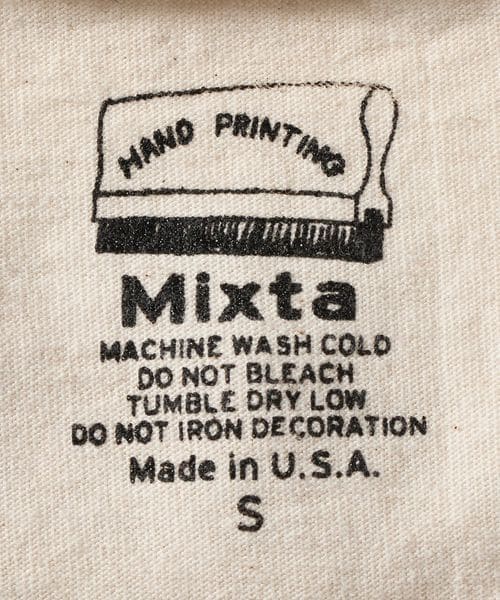 HAND PRINTING
Mixta
MACHINE WASH COLD
DO NOT BLEACH
TUMBLE DRY LOW
DO NOT IRON DECORATION
Made in U.S.A.
S